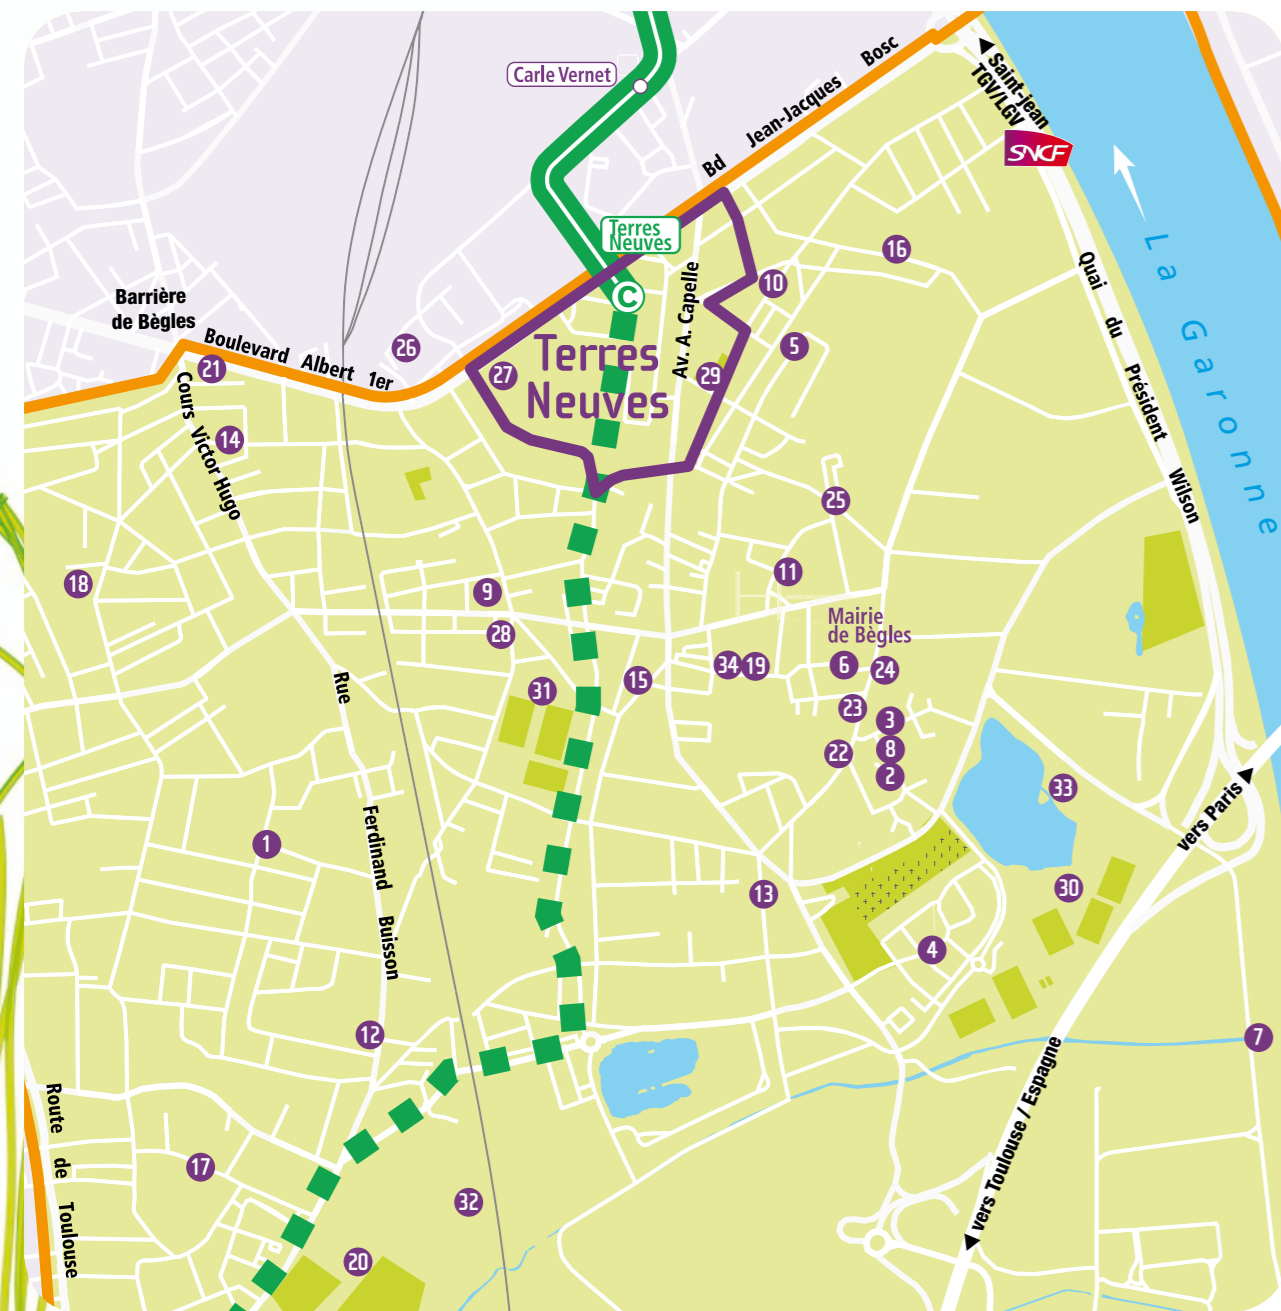 Carle Vernet
Bd Jean-Jacques Bosc
Saint-jean
TGV/LGV
SNCF
Terres
Neuves
C
Barrière
de Bègles
Boulevard Albert 1er
Cours Victor Hugo
Av. A. Capelle
Terres
Neuves
Quai du Président Wilson
La Garonne
16
10
5
26
21
27
29
14
25
18
11
9
28
Mairie
de Bègles
34
19
6
24
15
31
23
3
22
8
2
33
vers Paris
Rue Ferdinand Buisson
1
13
30
4
12
7
vers Toulouse / Espagne
Route de Toulouse
17
32
20